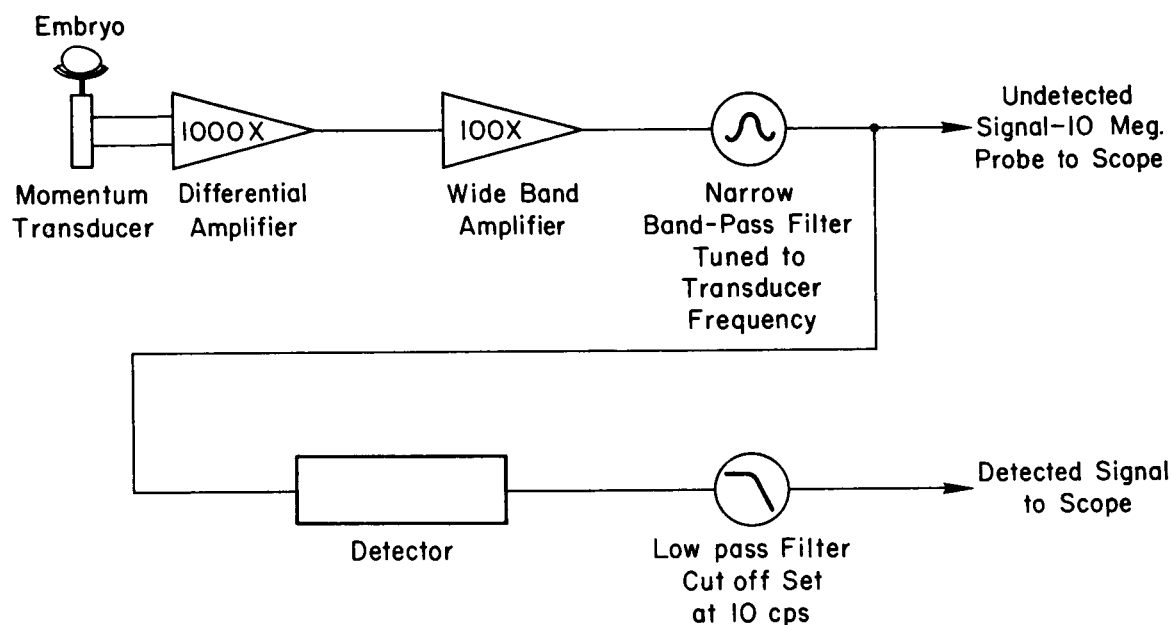 Embryo
1000X
100X
Undetected
Signal-10 Meg.
Probe to Scope
Momentum
Transducer
Differential
Amplifier
Wide Band
Amplifier
Narrow
Band-Pass Filter
Tuned to
Transducer
Frequency
Detector
Low pass Filter
Cut off Set
at 10 cps
Detected Signal
to Scope